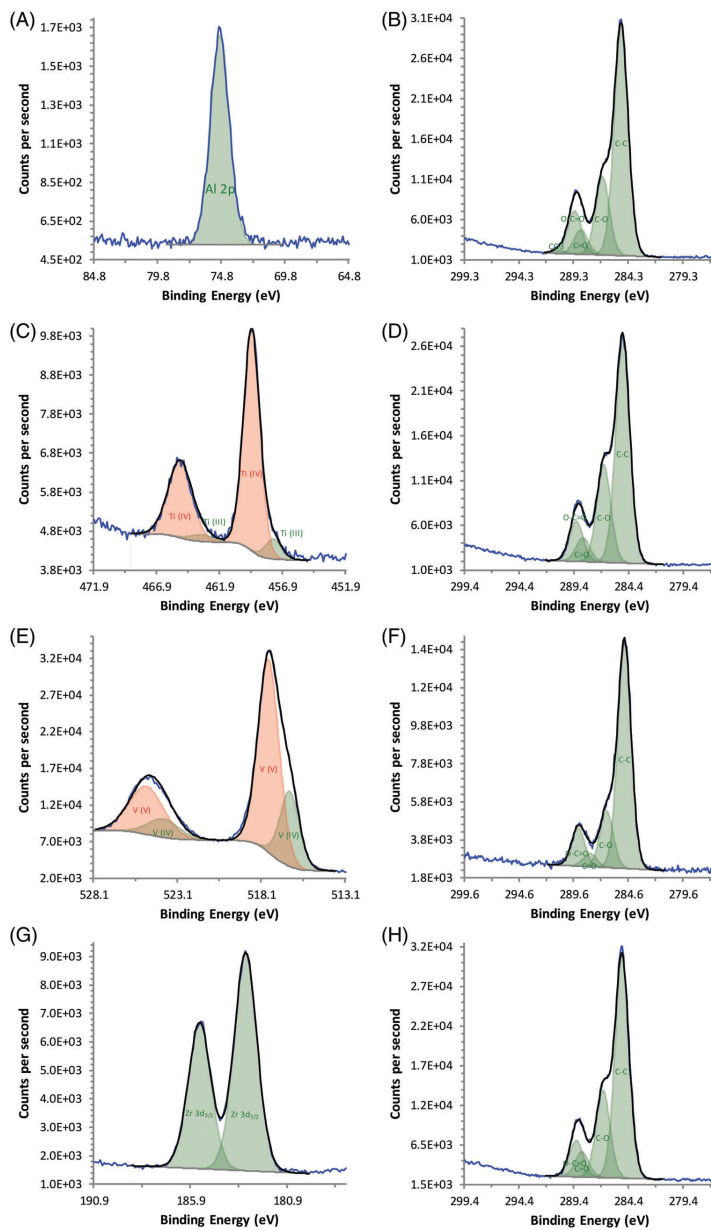 (A)
Counts per second
1.7E+03
1.5E+03
1.3E+03
1.1E+03
8.5E+02
6.5E+02
4.5E+02
Al 2p
84.8 79.8 74.8 69.8 64.8
Binding Energy (eV)
(B)
Counts per second
3.1E+04
2.6E+04
2.1E+04
1.6E+04
1.1E+04
6.0E+03
1.0E+03
C-C
C-O
O-C=O
C=O
299.3 294.3 289.3 284.3 279.3
Binding Energy (eV)
(C)
Counts per second
9.8E+03
8.8E+03
7.8E+03
6.8E+03
5.8E+03
4.8E+03
3.8E+03
Ti (IV)
Ti (IV)
Ti (III)
Ti (III)
471.9 466.9 461.9 456.9 451.9
Binding Energy (eV)
(D)
Counts per second
2.6E+04
2.1E+04
1.6E+04
1.1E+04
6.0E+03
1.0E+03
C-C
O-C=O
C-O
C=O
299.4 294.4 289.4 284.4 279.4
Binding Energy (eV)
(E)
Counts per second
3.2E+04
2.7E+04
2.2E+04
1.7E+04
1.2E+04
7.0E+03
2.0E+03
V (V)
V (V)
V (IV)
V (IV)
528.1 523.1 518.1 513.1
Binding Energy (eV)
(F)
Counts per second
1.4E+04
1.2E+04
9.8E+03
7.8E+03
5.8E+03
3.8E+03
1.8E+03
C-C
C-O
O-C=O
C=O
299.6 294.6 289.6 284.6 279.6
Binding Energy (eV)
(G)
Counts per second
9.0E+03
8.0E+03
7.0E+03
6.0E+03
5.0E+03
4.0E+03
3.0E+03
2.0E+03
1.0E+03
Zr 3d3/2
Zr 3d5/2
190.9 185.9 180.9
Binding Energy (eV)
(H)
Counts per second
3.2E+04
2.7E+04
2.2E+04
1.7E+04
1.2E+04
6.5E+03
1.5E+03
C-C
C-O
O-C=O
C=O
299.4 294.4 289.4 284.4 279.4
Binding Energy (eV)